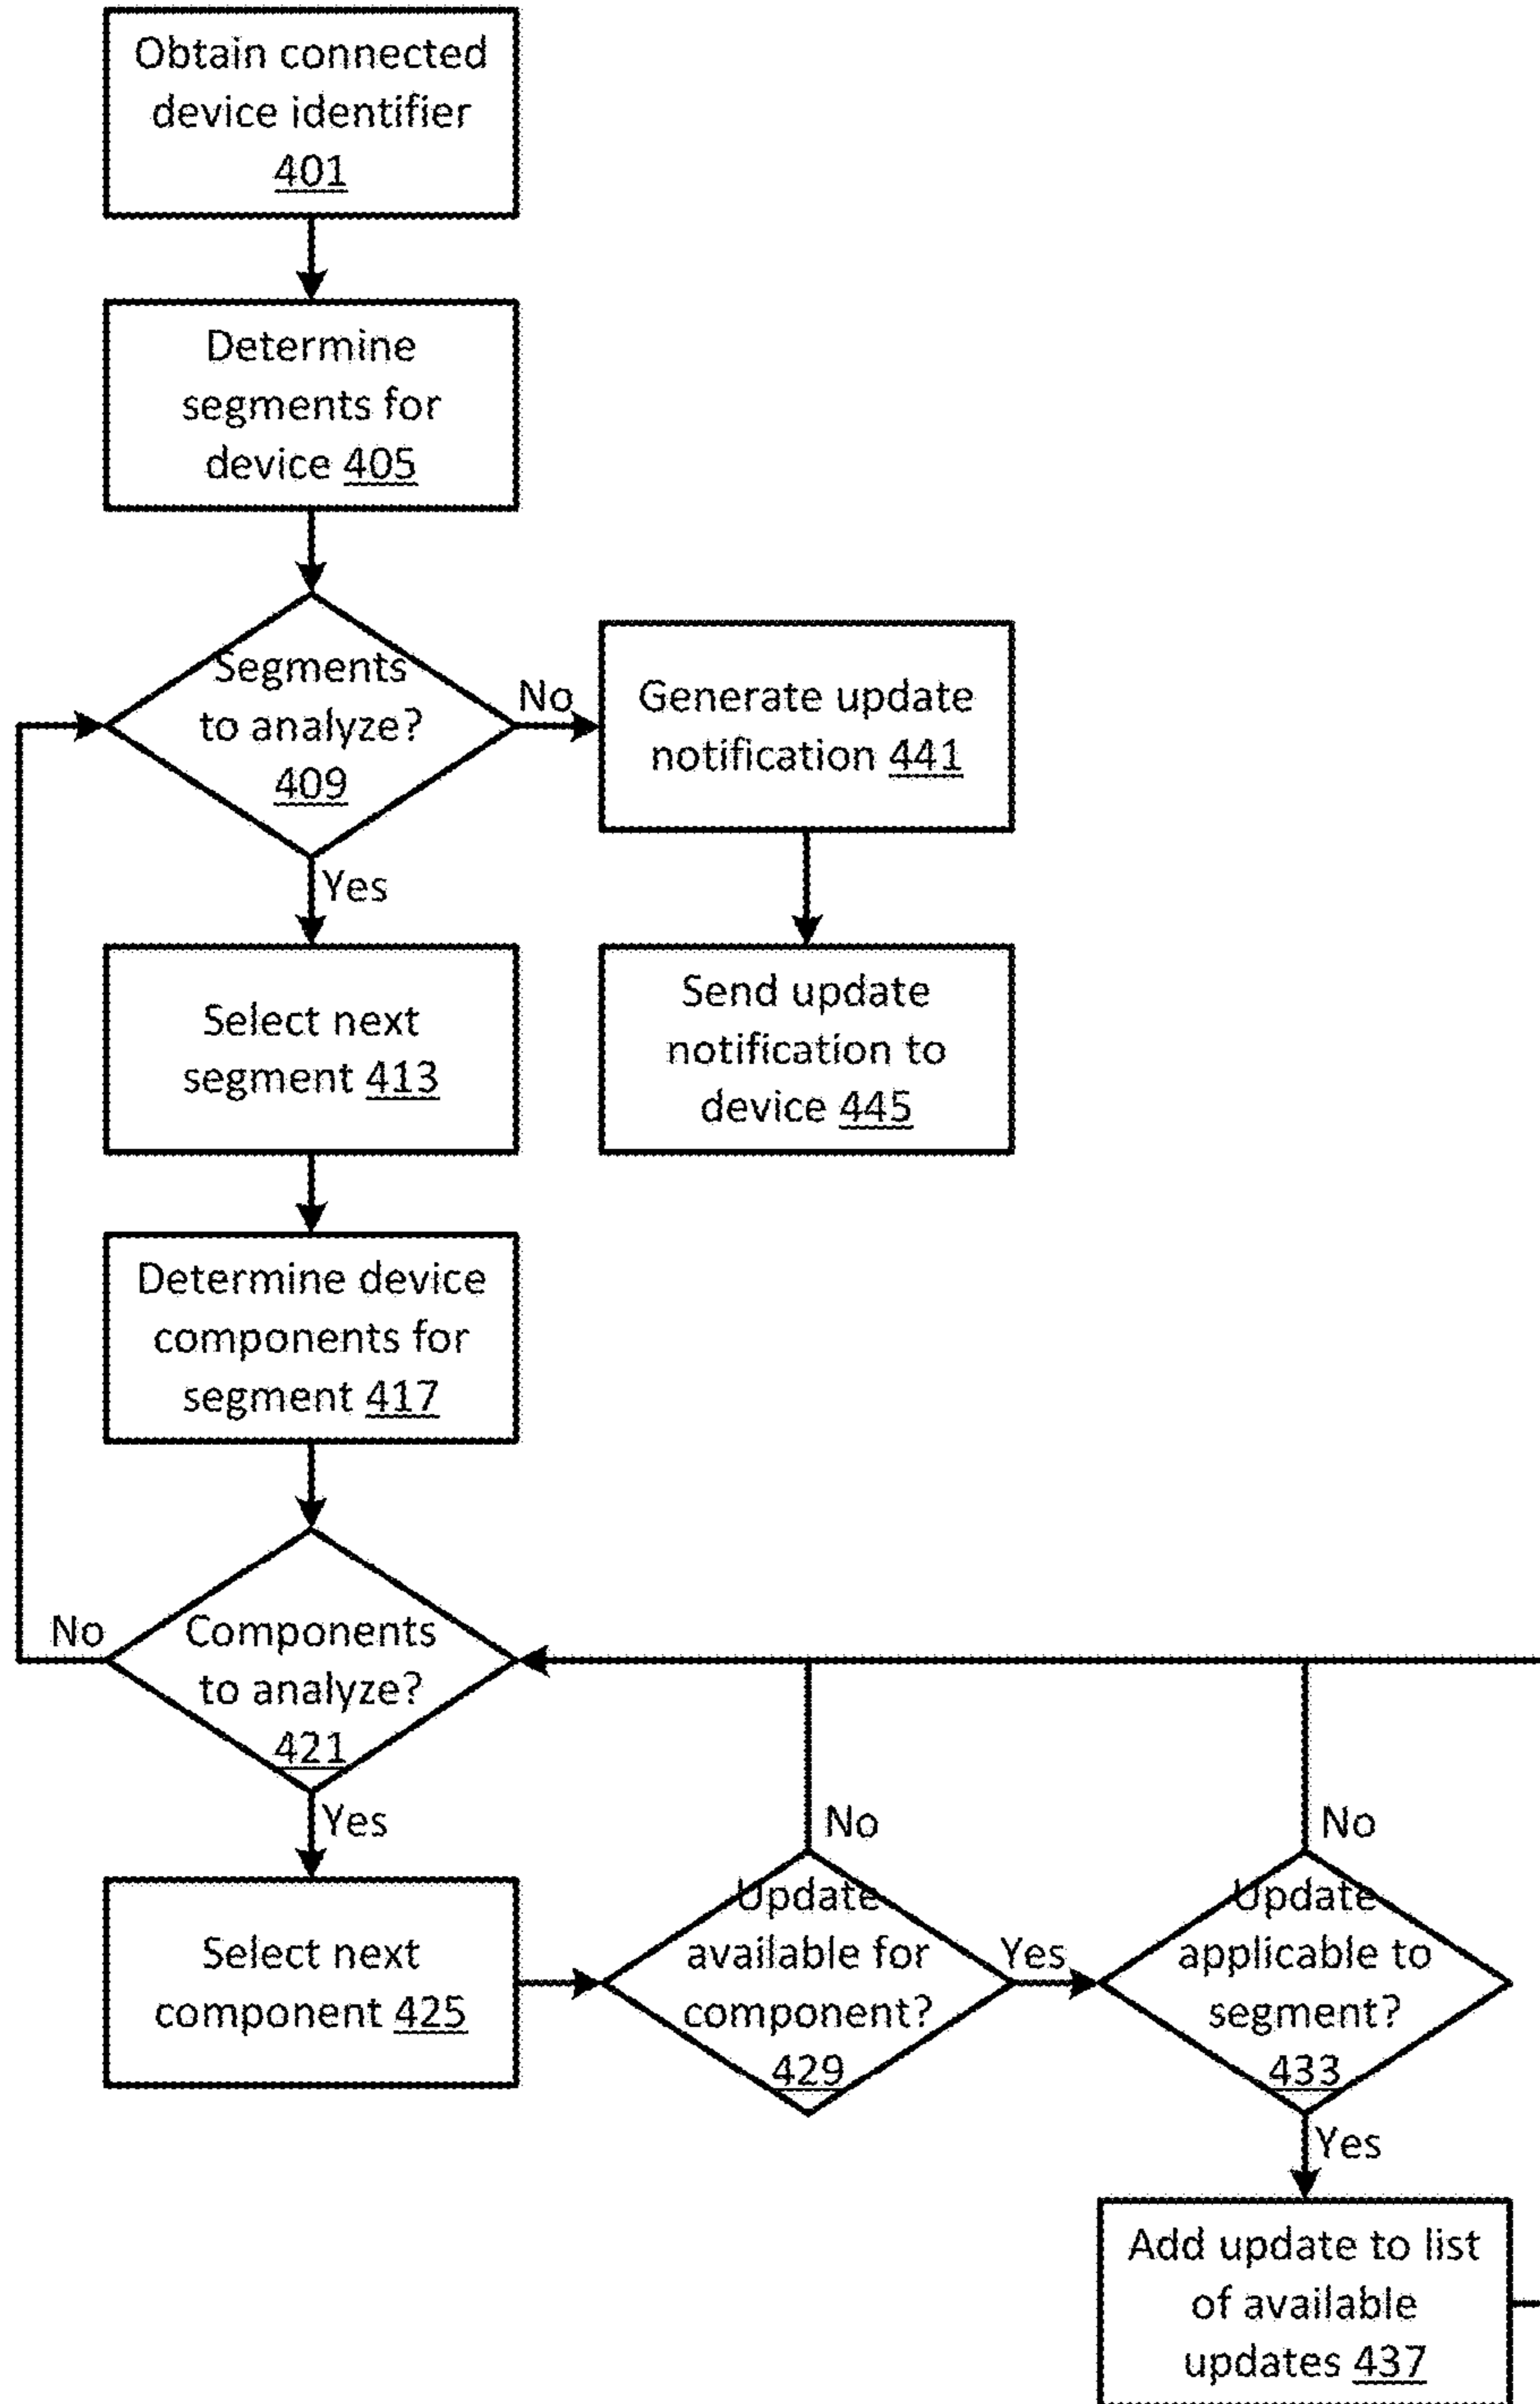 Obtain connected
device identifier
401
Determine
segments for
device 405
Segments
to analyze?
409
No
Generate update
notification 441
Yes
Select next
segment 413
Send update
notification to
device 445
Determine device
components for
segment 417
No
Components
to analyze?
421
Yes
Select next
component 425
No
Update
available for
component?
429
Yes
No
Update
applicable to
segment?
433
Yes
Add update to list
of available
updates 437